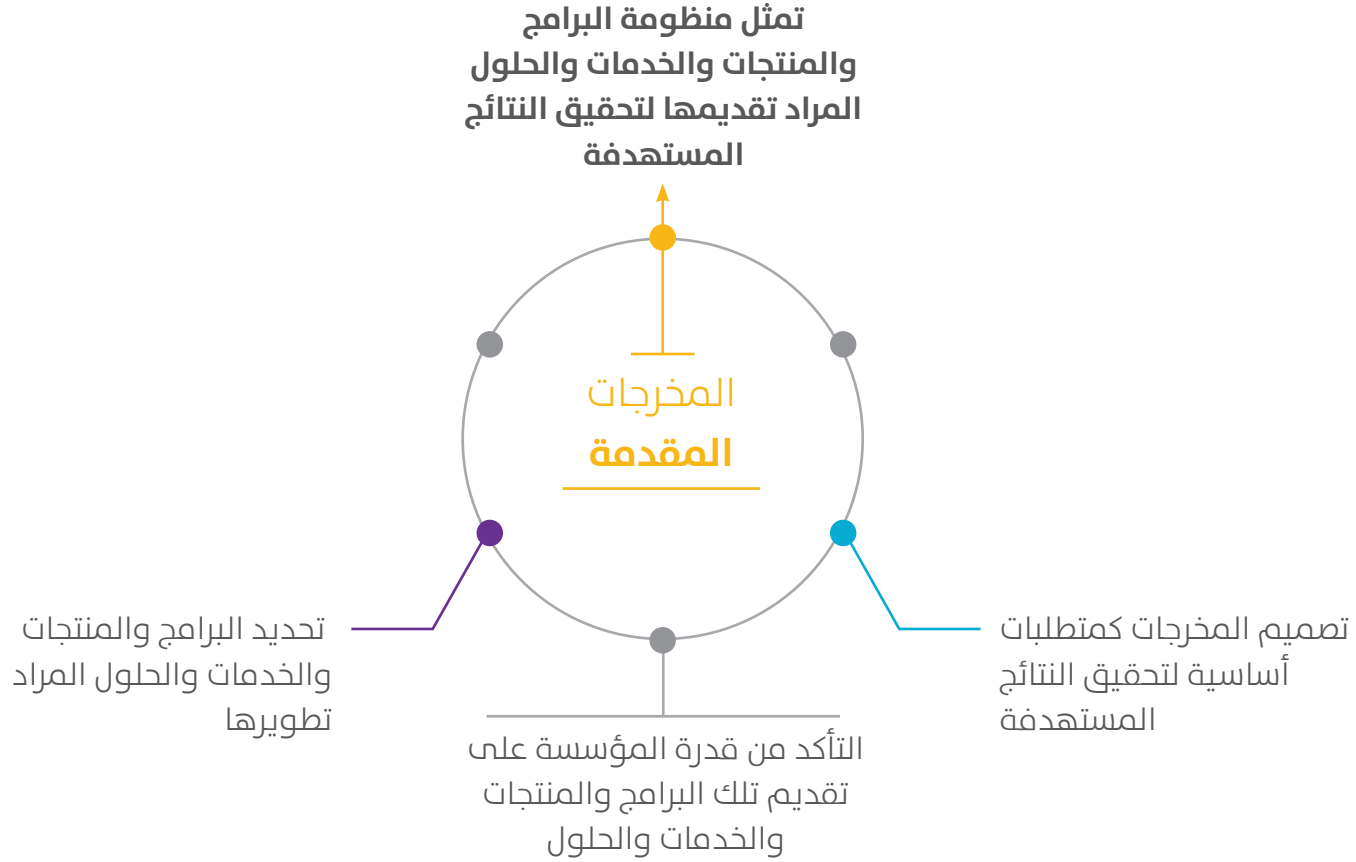 تمثل منظومة البرامج
والمنتجات والخدمات والحلول
المراد تقديمها لتحقيق النتائج
المستهدفة
المخرجات
المقدمة
تصميم المخرجات كمتطلبات
أساسية لتحقيق النتائج
المستهدفة
التأكد من قدرة المؤسسة على
تقديم تلك البرامج والمنتجات
والخدمات والحلول
تحديد البرامج والمنتجات
والخدمات والحلول المراد
تطويرها